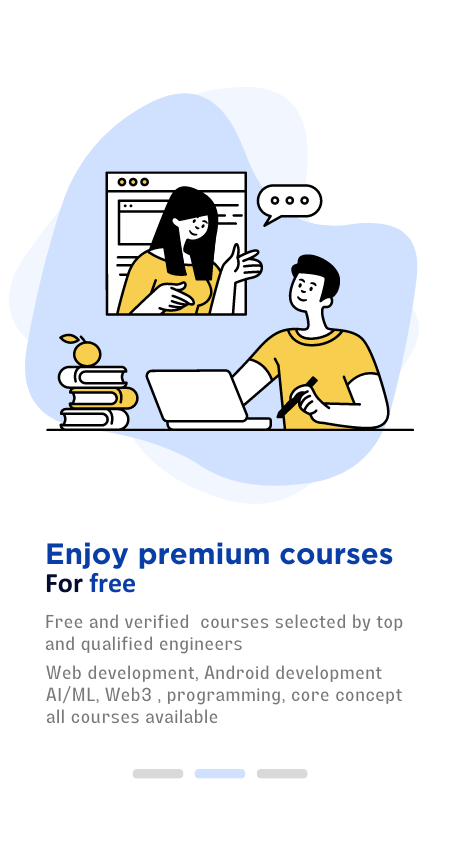 Enjoy premium courses
For free
Free and verified  courses selected by top
and qualified engineers
Web development, Android development
AI/ML, Web3 , programming, core concept
all courses available